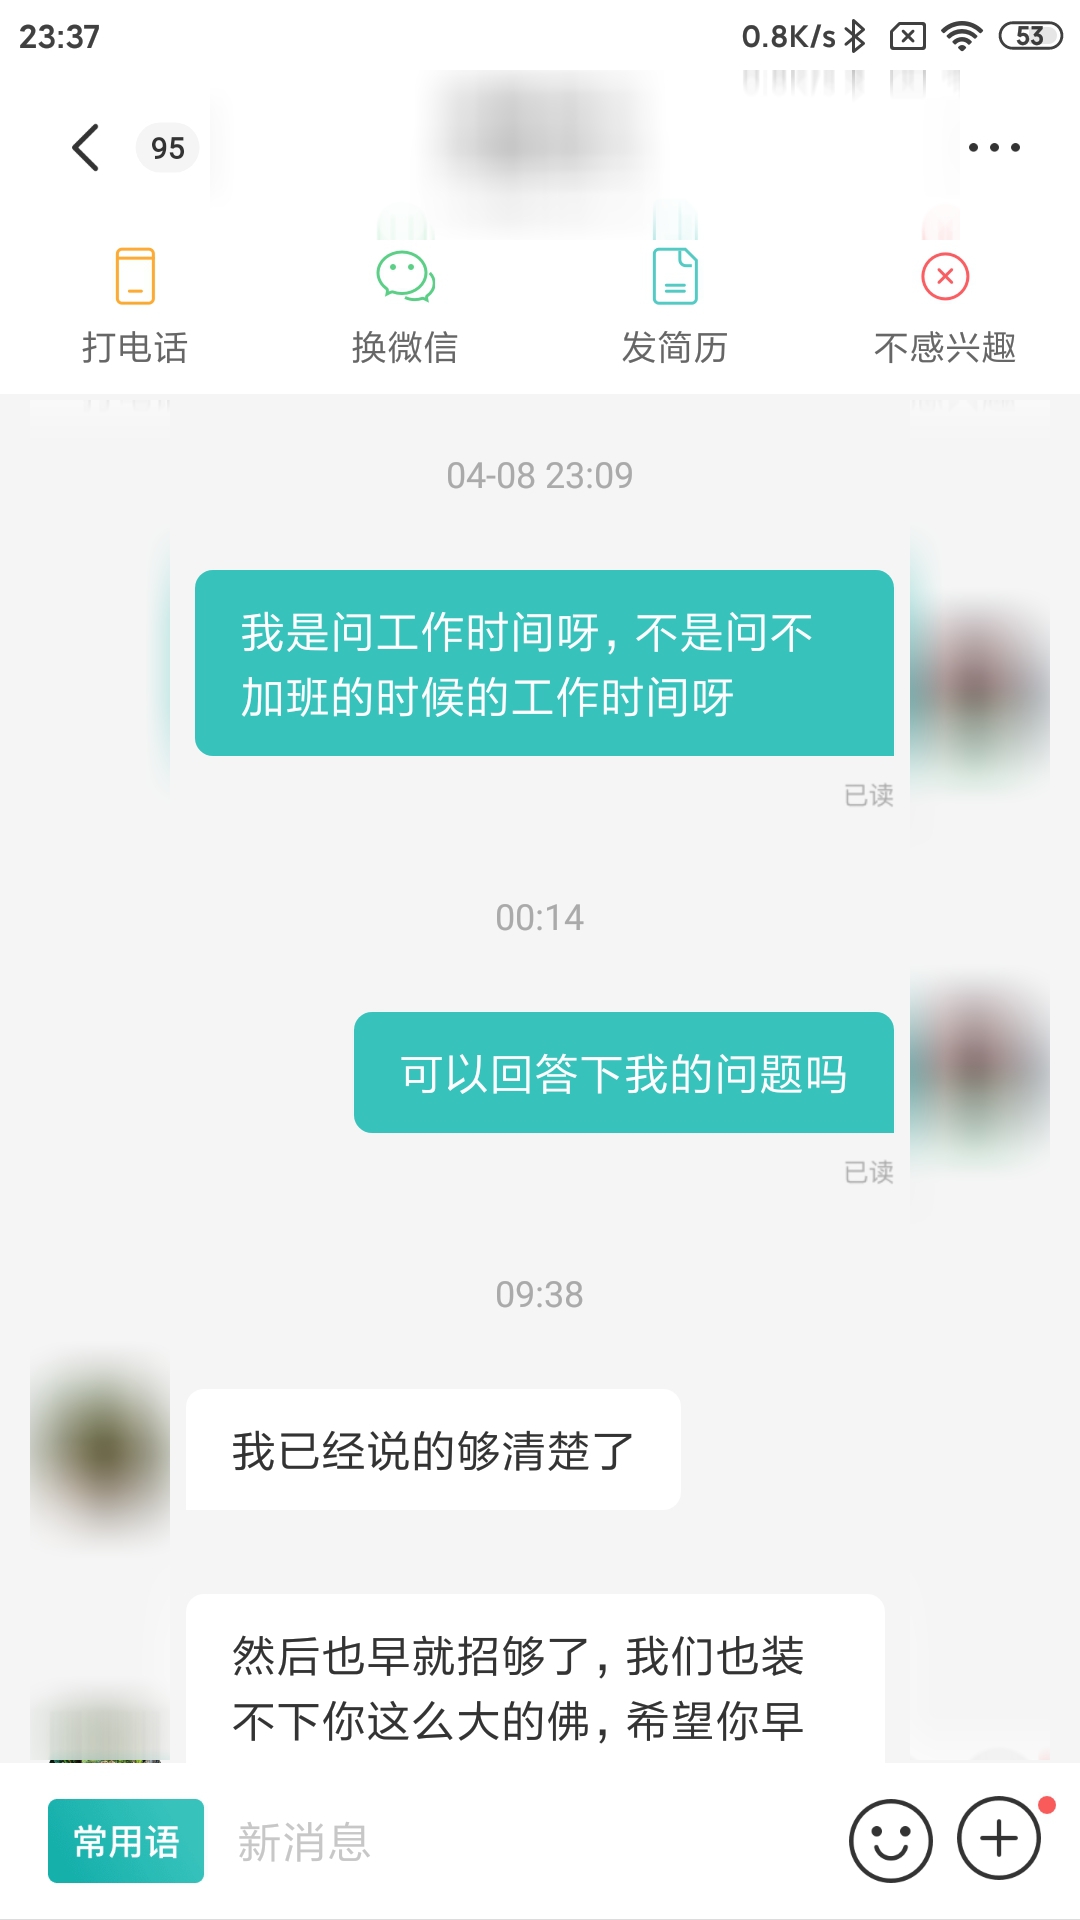 23:37
0.8K/s
53
95
打电话
换微信
发简历
不感兴趣
04-08 23:09
我是问工作时间呀,不是问不
加班的时候的工作时间呀
已读
00:14
可以回答下我的问题吗
已读
09:38
我已经说的够清楚了
然后也早就招够了,我们也装
不下你这么大的佛,希望你早
常用语
新消息